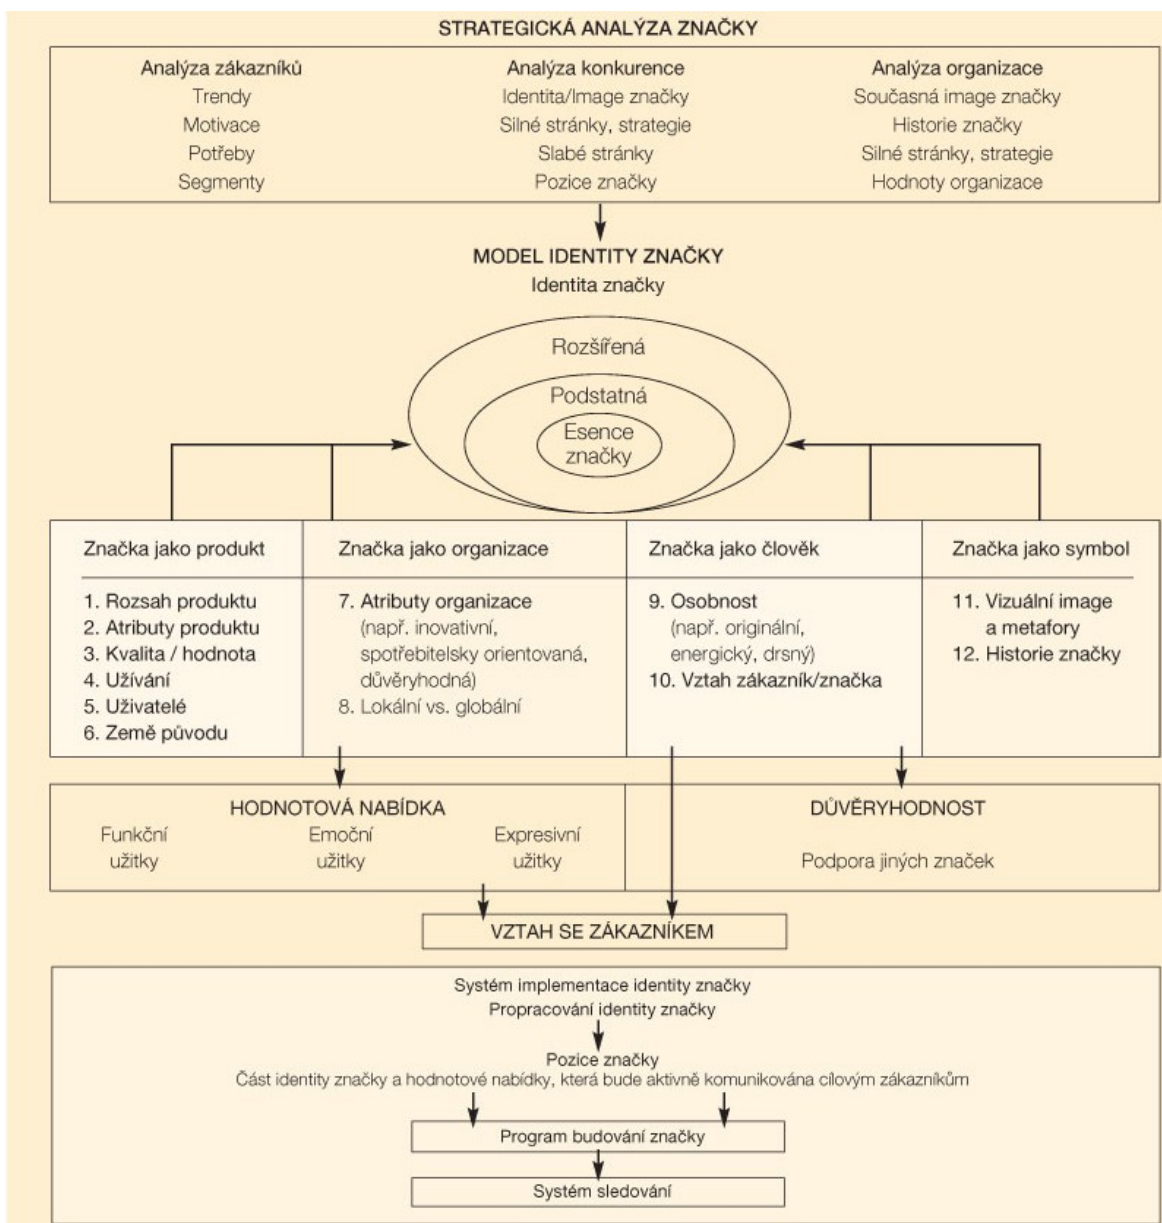 STRATEGICKÁ ANALÝZA ZNAČKY
Analýza zákazníků
Trendy
Motivace
Potřeby
Segmenty
Analýza konkurence
Identita/Image značky
Silné stránky, strategie
Slabé stránky
Pozice značky
Analýza organizace
Současná image značky
Historie značky
Silné stránky, strategie
Hodnoty organizace
MODEL IDENTITY ZNAČKY
Identita značky
Rozšířená
Podstatná
Esence
značky
Značka jako produkt
1. Rozsah produktu
2. Atributy produktu
3. Kvalita / hodnota
4. Užívání
5. Uživatelé
6. Země původu
Značka jako organizace
7. Atributy organizace
(např. inovativní,
spotřebitelsky orientovaná,
důvěryhodná)
8. Lokální vs. globální
Značka jako člověk
9. Osobnost
(např. originální,
energický, drsný)
10. Vztah zákazník/značka
Značka jako symbol
11. Vizuální image
a metafory
12. Historie značky
HODNOTOVÁ NABÍDKA
Funkční
užitky
Emoční
užitky
Expresivní
užitky
DŮVĚRYHODNOST
Podpora jiných značek
VZTAH SE ZÁKAZNÍKEM
Systém implementace identity značky
Propracování identity značky
Pozice značky
Část identity značky a hodnotové nabídky, která bude aktivně komunikována cílovým zákazníkům
Program budování značky
Systém sledování